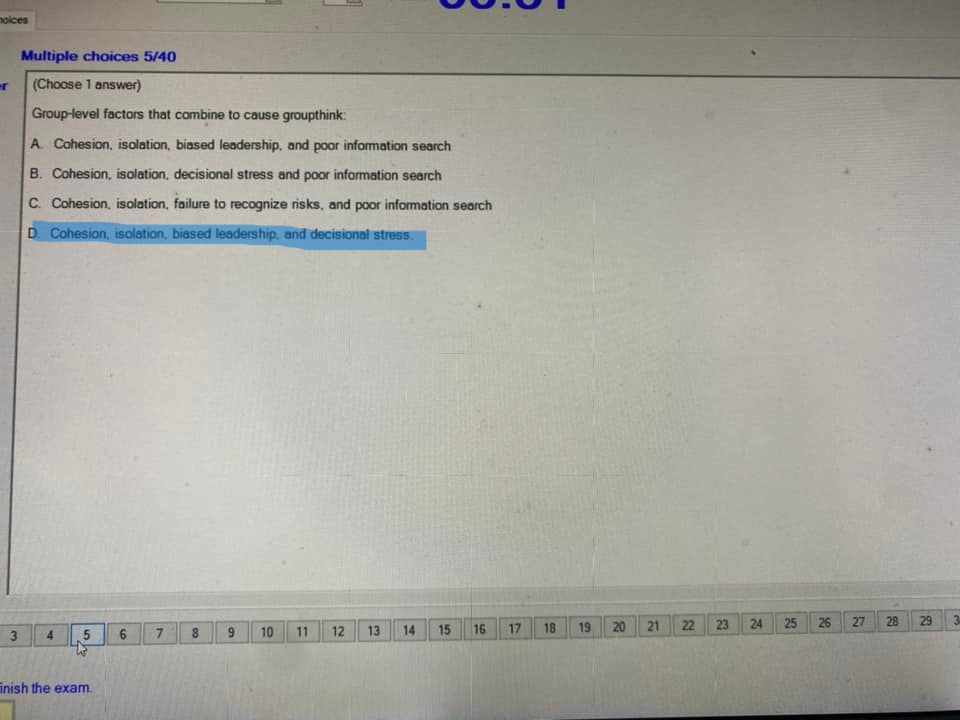 Multiple choices 5/40
(Choose 1 answer)
Group-level factors that combine to cause groupthink:
A. Cohesion, isolation, biased leadership, and poor information search
B. Cohesion, isolation, decisional stress and poor information search
C. Cohesion, isolation, failure to recognize risks, and poor information search
D. Cohesion, isolation, biased leadership, and decisional stress.
3 4 5 6 7 8 9 10 11 12 13 14 15 16 17 18 19 20 21 22 23 24 25 26 27 28 29
the exam.